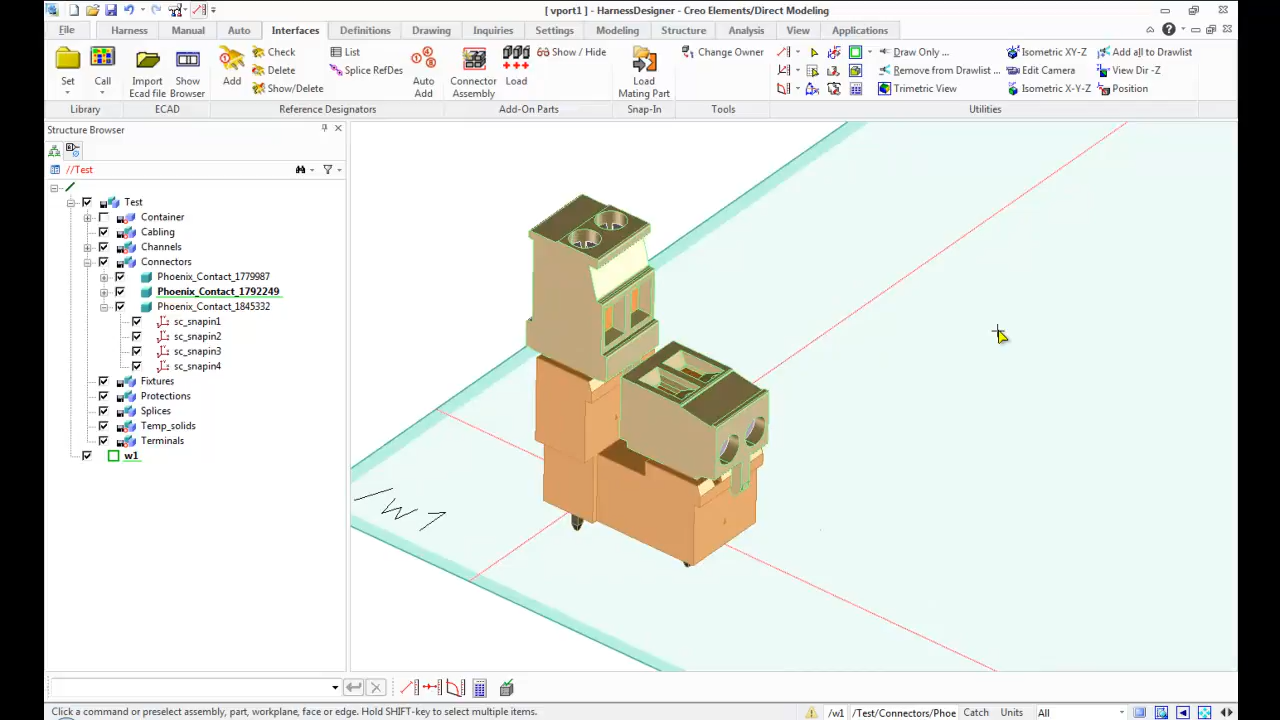 [ vport1 ] - HarnessDesigner - Creo Elements/Direct Modeling
File Harness Manual Auto Interfaces Definitions Drawing Inquiries Settings Modeling Structure Analysis View Applications
Set
Call
Library
Import Ecad file
Show Browser
ECAD
Add
Check
Delete
Show/Delete
List
Splice RefDes
Auto Add
Reference Designators
Connector Assembly
Load
Show / Hide
Add-On Parts
Load Mating Part
Snap-In
Change Owner
Tools
Draw Only ...
Remove from Drawlist ...
Trimetric View
Isometric XY-Z
Edit Camera
Isometric X-Y-Z
Add all to Drawlist
View Dir -Z
Position
Utilities
Structure Browser
//Test
Test
Container
Cabling
Channels
Connectors
Phoenix_Contact_1779987
Phoenix_Contact_1792249
Phoenix_Contact_1845332
sc_snapin1
sc_snapin2
sc_snapin3
sc_snapin4
Fixtures
Protections
Splices
Temp_solids
Terminals
w1
/w1
Click a command or preselect assembly, part, workplane, face or edge. Hold SHIFT-key to select multiple items.
/w1 /Test/Connectors/Phoe Catch Units All